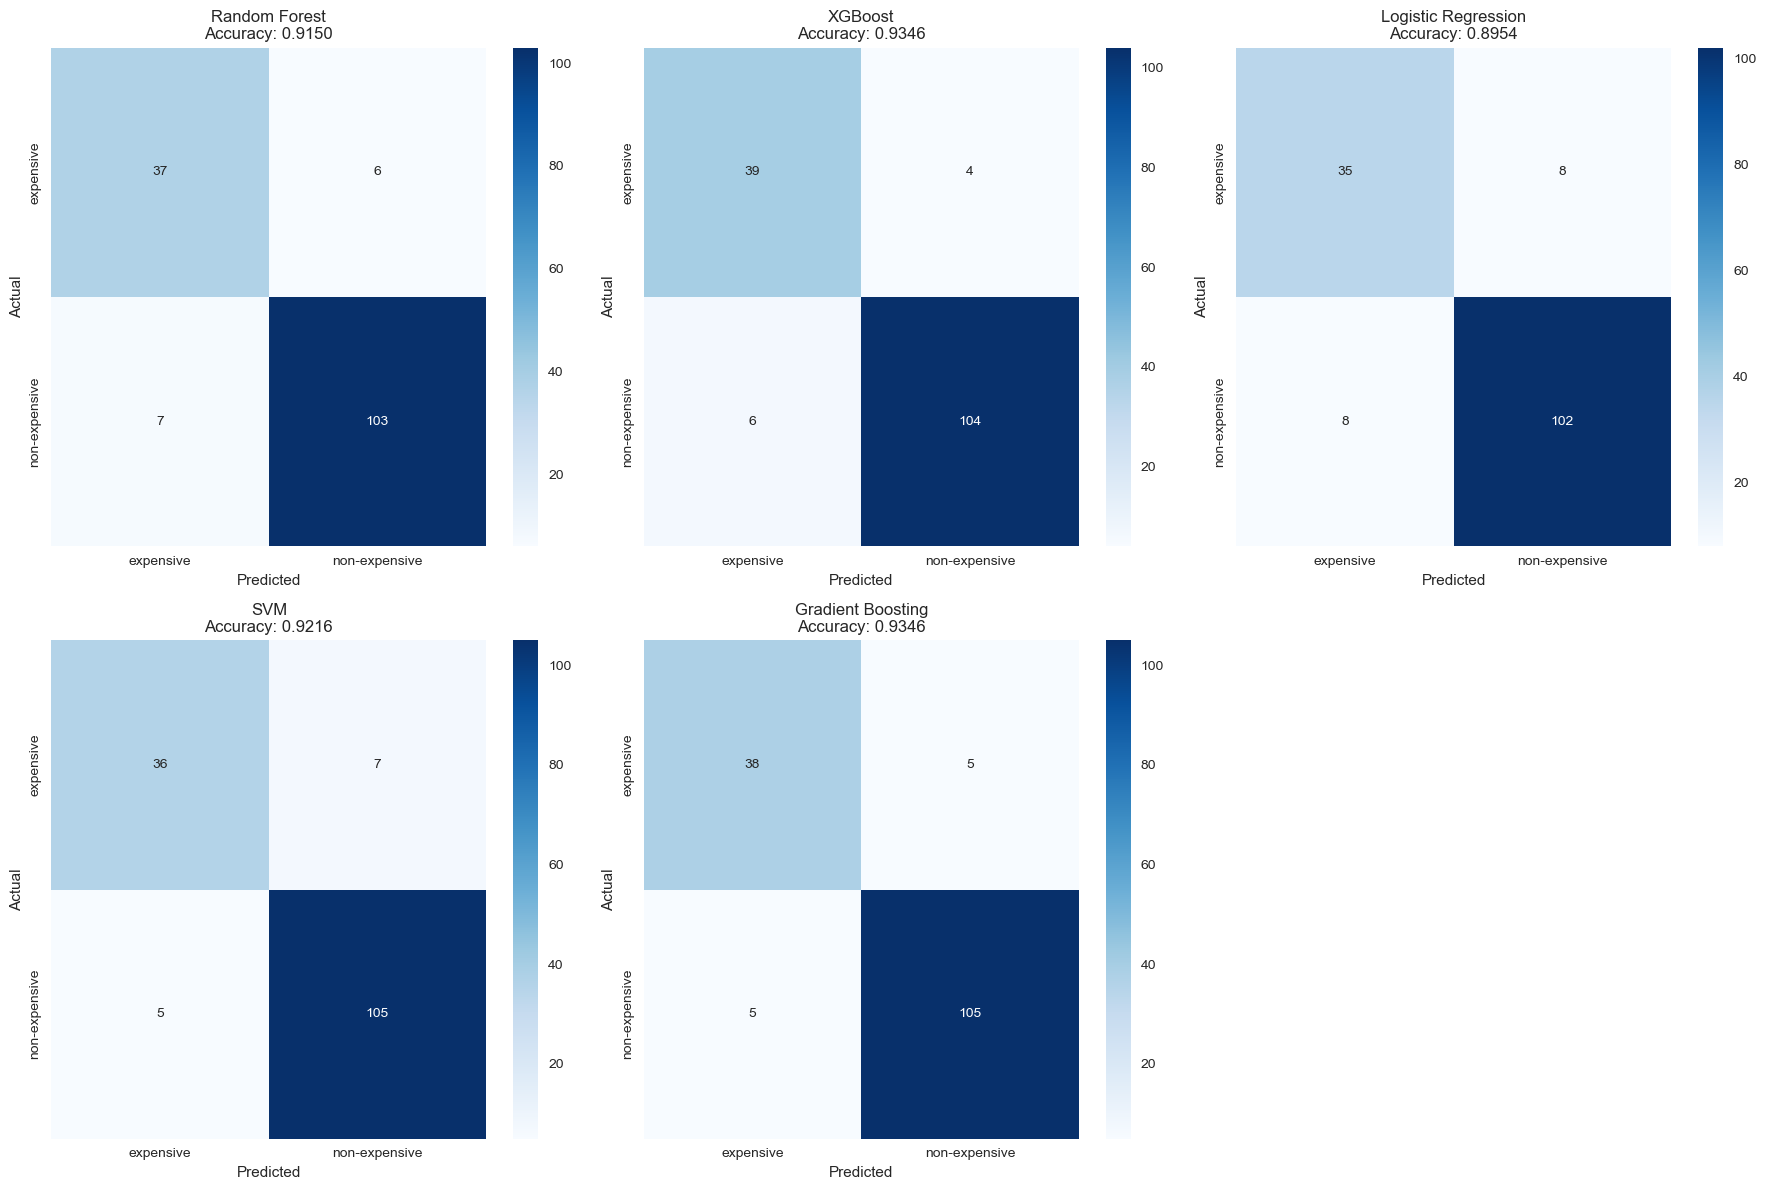 Random Forest
Accuracy: 0.9150
expensive
non-expensive
Actual
37
6
7
103
expensive
non-expensive
Predicted
100
80
60
40
20
XGBoost
Accuracy: 0.9346
expensive
non-expensive
Actual
39
4
6
104
expensive
non-expensive
Predicted
100
80
60
40
20
Logistic Regression
Accuracy: 0.8954
expensive
non-expensive
Actual
35
8
8
102
expensive
non-expensive
Predicted
100
80
60
40
20
SVM
Accuracy: 0.9216
expensive
non-expensive
Actual
36
7
5
105
expensive
non-expensive
Predicted
100
80
60
40
20
Gradient Boosting
Accuracy: 0.9346
expensive
non-expensive
Actual
38
5
5
105
expensive
non-expensive
Predicted
100
80
60
40
20